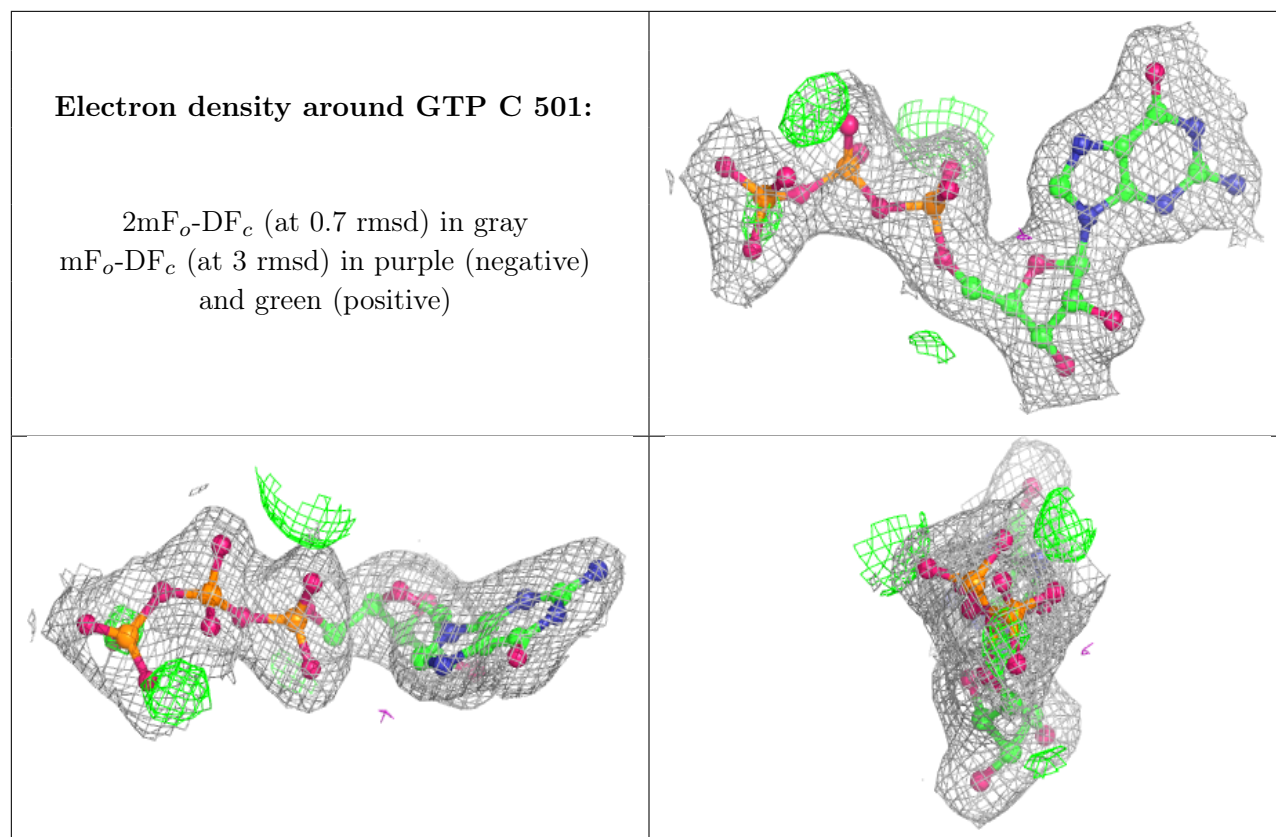 Electron density around GTP C 501:
2mFo-DFc (at 0.7 rmsd) in gray
mFo-DFc (at 3 rmsd) in purple (negative)
and green (positive)